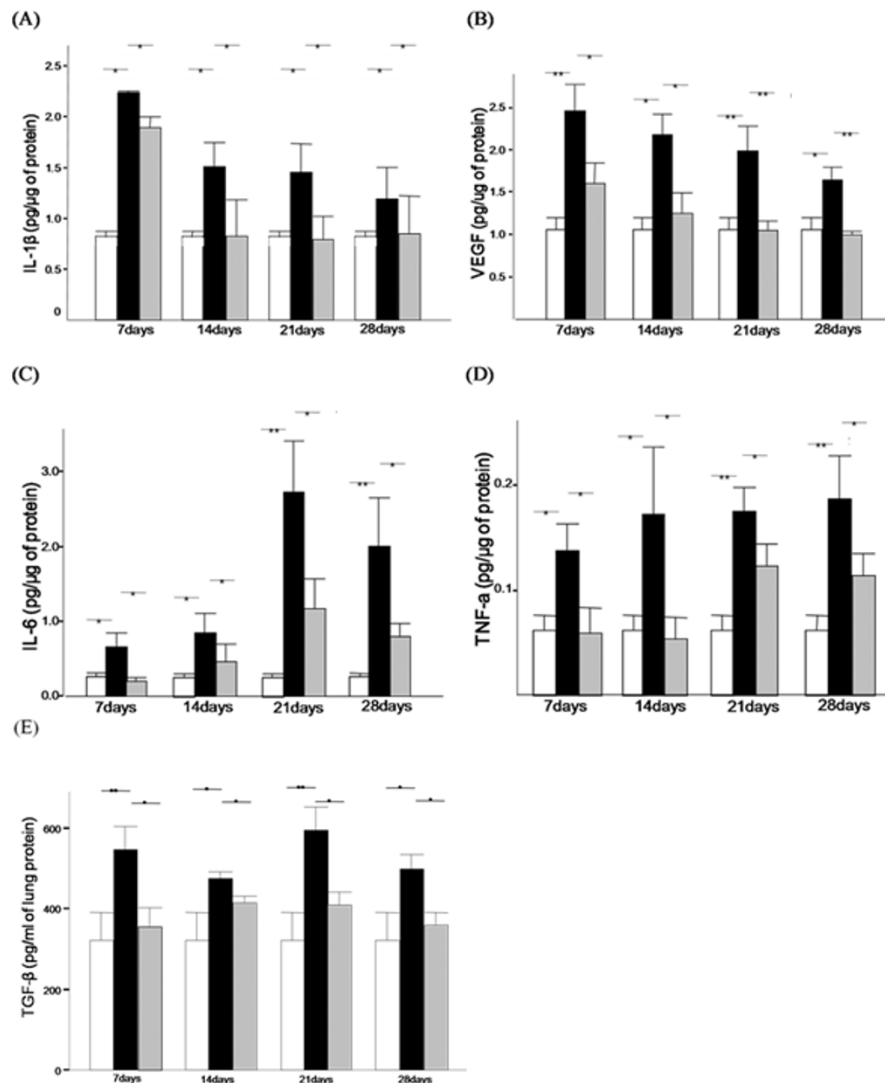 (A)
IL-1β (pg/μg of protein)
2.5
2.0
1.5
1.0
0.5
0
* * * * * * * *
7days 14days 21days 28days
(B)
VEGF (pg/ug of protein)
2.5
2.0
1.5
1.0
0.5
** * * * ** ** * **
7days 14days 21days 28days
(C)
IL-6 (pg/μg of protein)
3.0
2.0
1.0
0.0
* * * * ** * ** *
7days 14days 21days 28days
(D)
TNF-a (pg/μg of protein)
0.2
0.1
* * * * ** * ** *
7days 14days 21days 28days
(E)
TGF-β (pg/ml of lung protein)
600
400
200
0
** * * * ** * * *
7days 14days 21days 28days